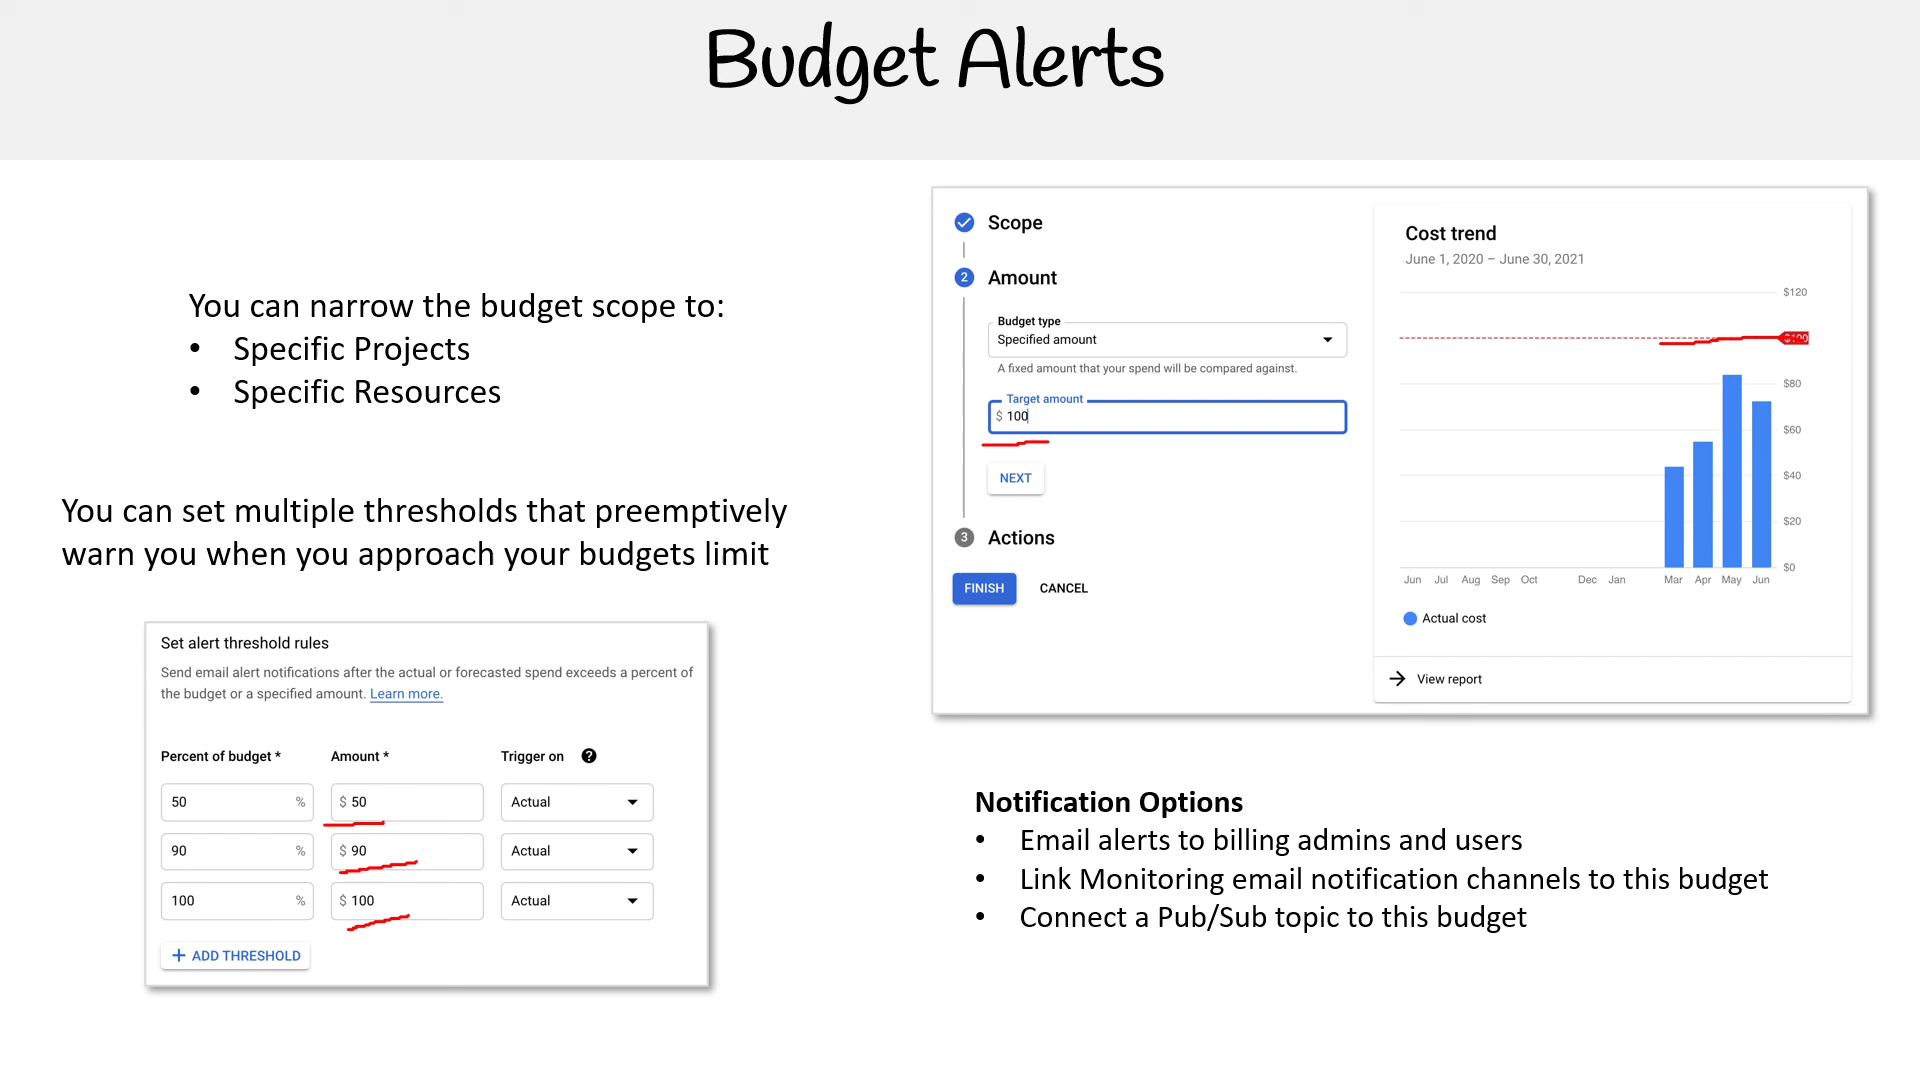 Budget Alerts
You can narrow the budget scope to:
• Specific Projects
• Specific Resources
You can set multiple thresholds that preemptively
warn you when you approach your budgets limit
Set alert threshold rules
Send email alert notifications after the actual or forecasted spend exceeds a percent of
the budget or a specified amount. Learn more.
Percent of budget * Amount * Trigger on ?
50 % $ 50 Actual
90 % $ 90 Actual
100 % $ 100 Actual
+ ADD THRESHOLD
Scope
2 Amount
Budget type
Specified amount
A fixed amount that your spend will be compared against.
Target amount
$ 100
NEXT
3 Actions
FINISH CANCEL
Cost trend
June 1, 2020 – June 30, 2021
$120
$100
$80
$60
$40
$20
$0
Jun Jul Aug Sep Oct Dec Jan Mar Apr May Jun
Actual cost
View report
Notification Options
• Email alerts to billing admins and users
• Link Monitoring email notification channels to this budget
• Connect a Pub/Sub topic to this budget